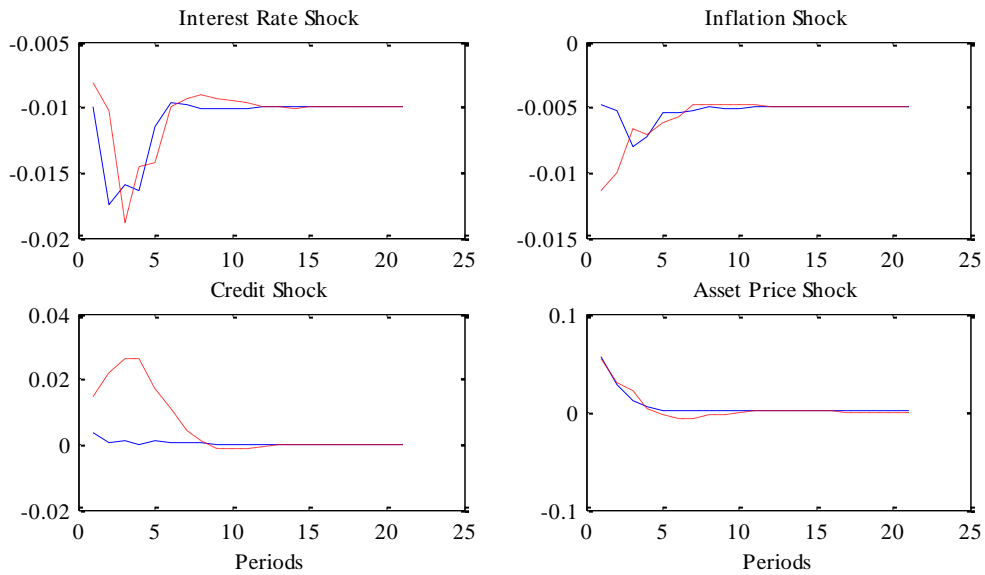 Interest Rate Shock
-0.005
-0.01
-0.015
-0.02
0 5 10 15 20 25
Inflation Shock
0
-0.005
-0.01
-0.015
0 5 10 15 20 25
Credit Shock
0.04
0.02
0
-0.02
0 5 10 15 20 25
Periods
Asset Price Shock
0.1
0
-0.1
0 5 10 15 20 25
Periods